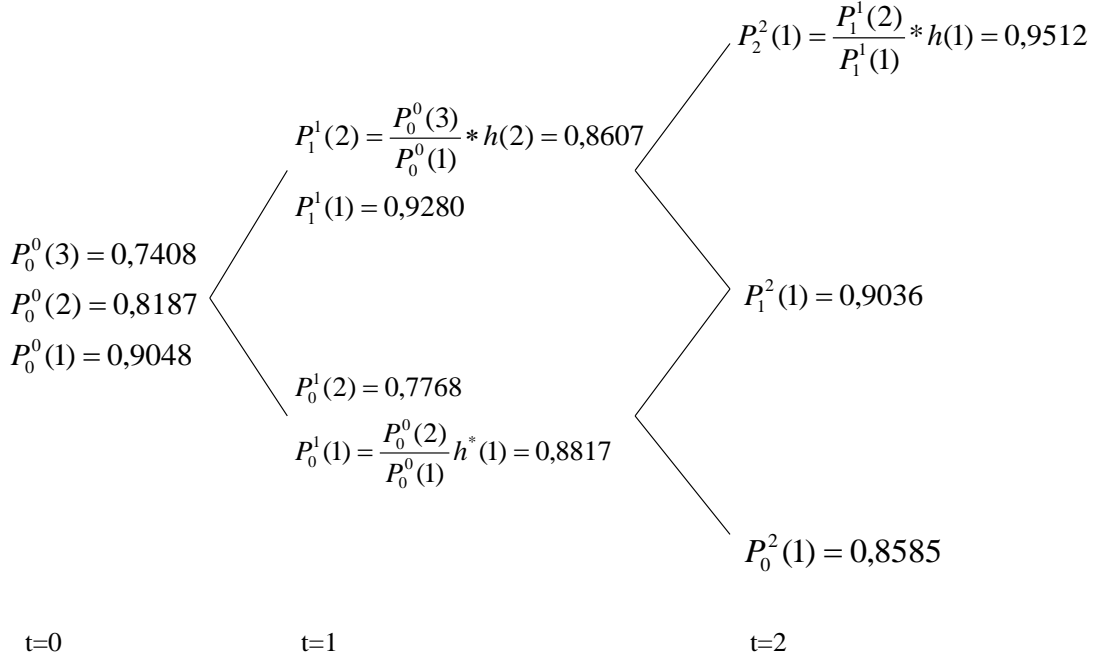 P_0^0(3) = 0,7408
P_0^0(2) = 0,8187
P_0^0(1) = 0,9048
P_1^1(2) = \frac{P_0^0(3)}{P_0^0(1)} * h(2) = 0,8607
P_1^1(1) = 0,9280
P_0^1(2) = 0,7768
P_0^1(1) = \frac{P_0^0(2)}{P_0^0(1)} h^*(1) = 0,8817
P_2^2(1) = \frac{P_1^1(2)}{P_1^1(1)} * h(1) = 0,9512
P_1^2(1) = 0,9036
P_0^2(1) = 0,8585
t=0 t=1 t=2